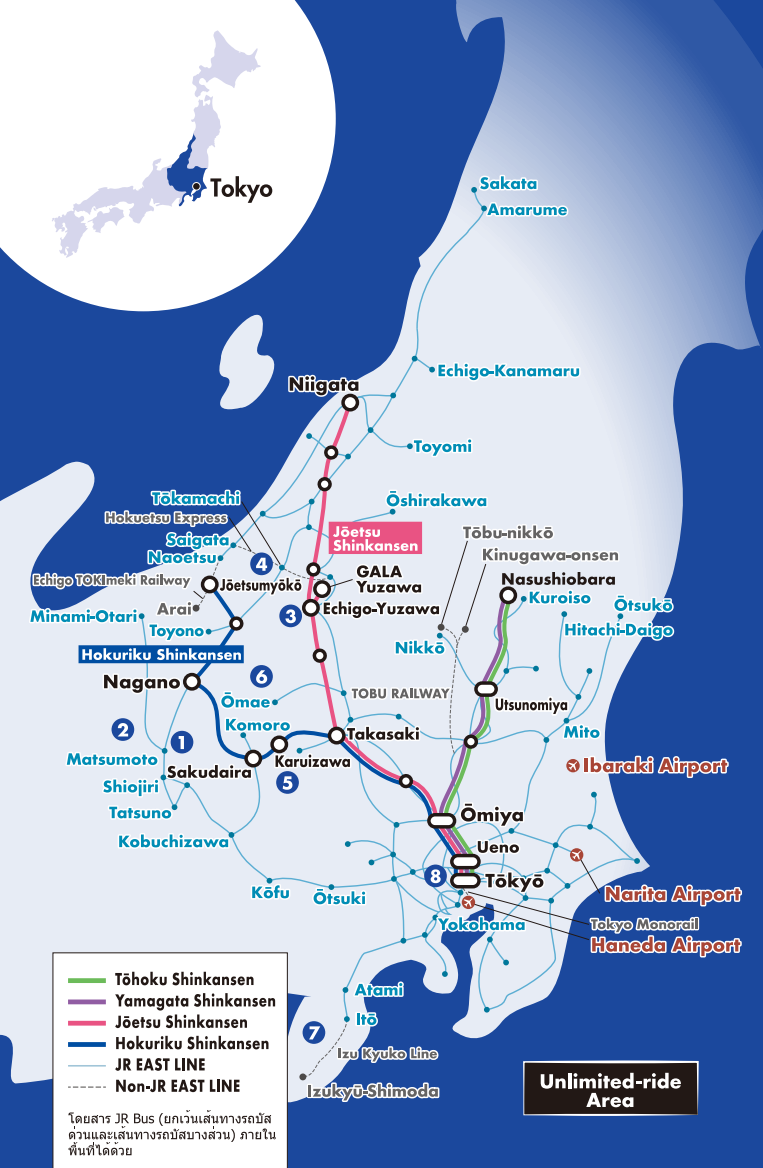 Tokyo
Sakata
Amarume
Echigo-Kanamaru
Niigata
Toyomi
Tōkamachi
Ōshirakawa
Hokuetsu Express
Jōetsu
Shinkansen
Tōbu-nikkō
Saigata
Kinugawa-onsen
Naoetsu
4
GALA
Yuzawa
Nasushiobara
Echigo TOKImeki Railway
Jōetsumyōkō
Kuroiso
Arai
3
Echigo-Yuzawa
Ōtsukō
Minami-Otari
Toyono
Hitachi-Daigo
Hokuriku Shinkansen
Nikkō
Nagano
6
Ōmae
TOBU RAILWAY
Utsunomiya
2
Komoro
1
Takasaki
Mito
Matsumoto
Karuizawa
Ibaraki Airport
Sakudaira
Shiojiri
5
Tatsuno
Ōmiya
Kobuchizawa
Ueno
8
Tōkyō
Kōfu
Ōtsuki
Narita Airport
Yokohama
Tokyo Monorail
Haneda Airport
Atami
Itō
7
Izu Kyuko Line
Izukyū-Shimoda
Tōhoku Shinkansen
Yamagata Shinkansen
Jōetsu Shinkansen
Hokuriku Shinkansen
JR EAST LINE
Non-JR EAST LINE
โดยสาร JR Bus (ยกเว้นเส้นทางรถบัส
ด่วนและเส้นทางรถบัสบางส่วน) ภายใน
พื้นที่ได้ด้วย
Unlimited-ride
Area